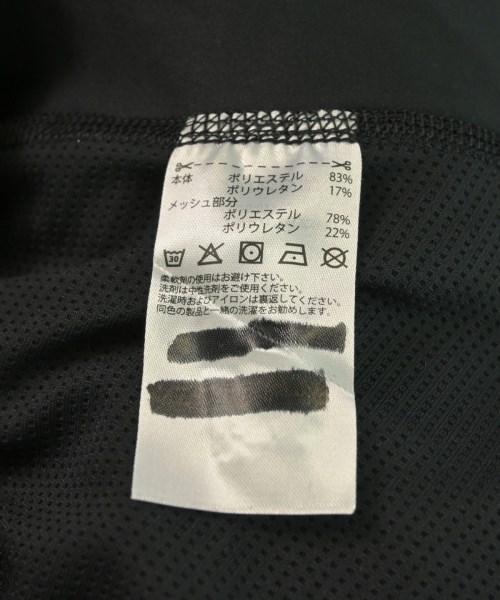 本体 ポリエステル 83%
ポリウレタン 17%
メッシュ部分
ポリエステル 78%
ポリウレタン 22%
30
柔軟剤の使用はお避け下さい。
洗剤は中性洗剤をご使用ください。
洗濯時およびアイロンは裏返してください。
同色の製品と一緒の洗濯をお勧めします。